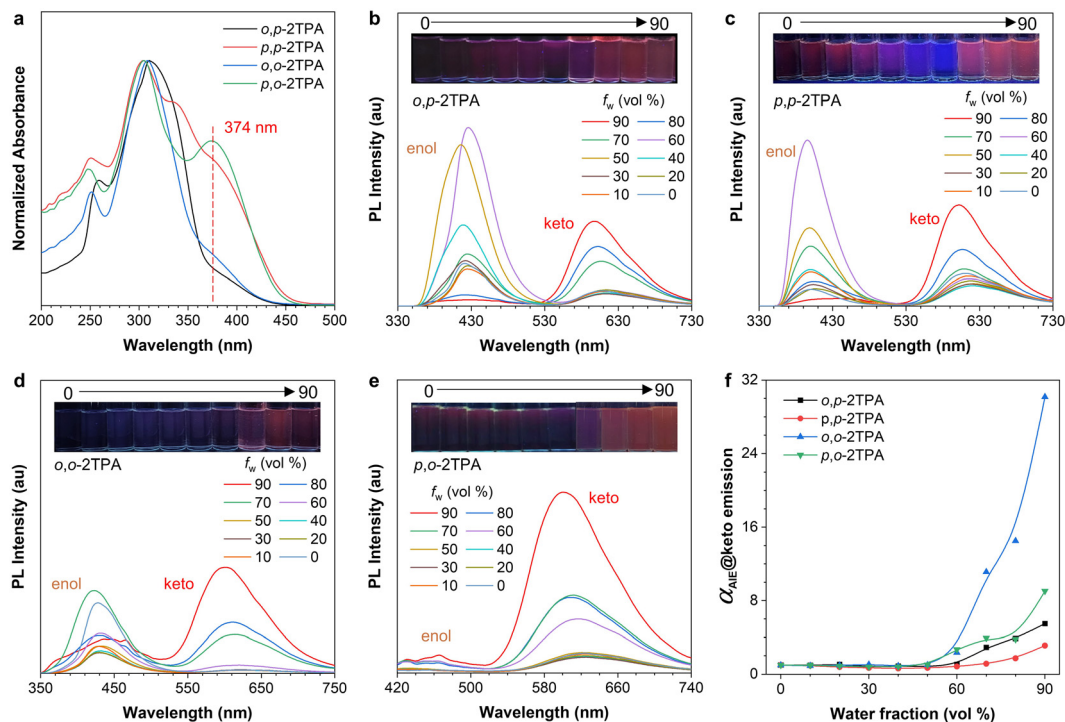 a
Normalized Absorbance
o,p-2TPA
p,p-2TPA
o,o-2TPA
p,o-2TPA
374 nm
200 250 300 350 400 450 500
Wavelength (nm)
b
PL Intensity (au)
0 90
o,p-2TPA
fw (vol %)
90 80
70 60
50 40
30 20
10 0
enol
keto
330 430 530 630 730
Wavelength (nm)
c
PL Intensity (au)
0 90
p,p-2TPA
fw (vol %)
90 80
70 60
50 40
30 20
10 0
enol
keto
330 430 530 630 730
Wavelength (nm)
d
PL Intensity (au)
0 90
o,o-2TPA
fw (vol %)
90 80
70 60
50 40
30 20
10 0
enol
keto
350 450 550 650 750
Wavelength (nm)
e
PL Intensity (au)
0 90
p,o-2TPA
fw (vol %)
90 80
70 60
50 40
30 20
10 0
keto
enol
420 500 580 660 740
Wavelength (nm)
f
αAIE@keto emission
32
24
16
8
0
o,p-2TPA
p,p-2TPA
o,o-2TPA
p,o-2TPA
0 30 60 90
Water fraction (vol %)